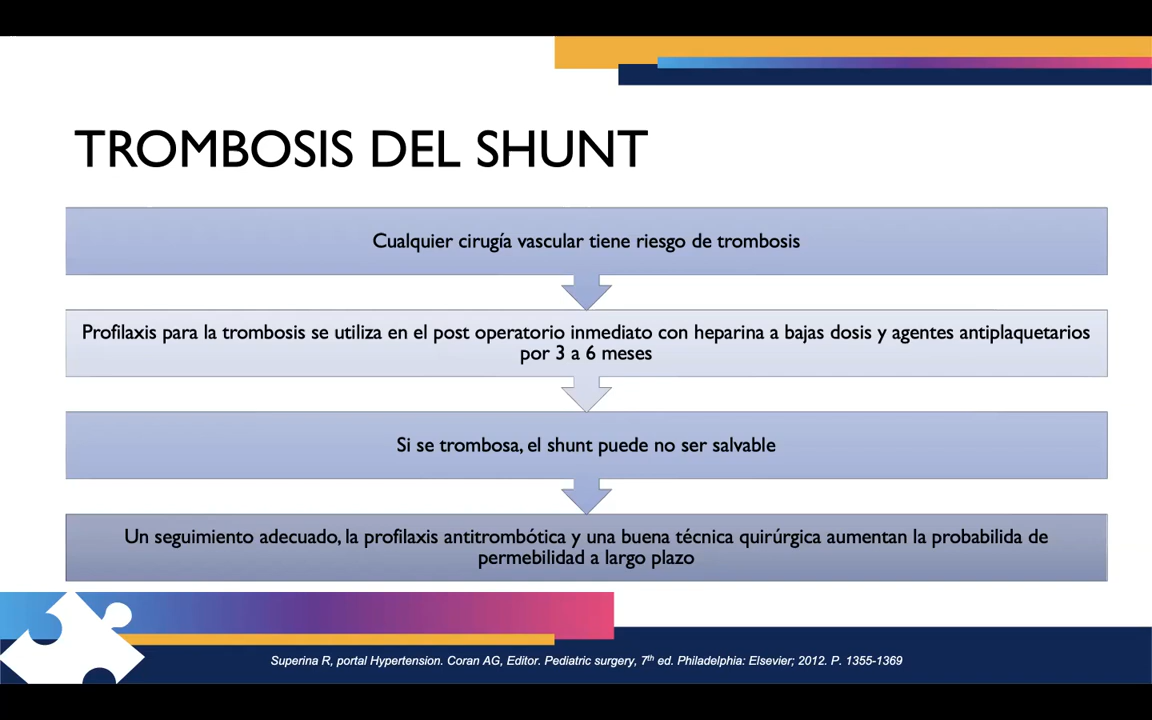 TROMBOSIS DEL SHUNT
Cualquier cirugía vascular tiene riesgo de trombosis
Profilaxis para la trombosis se utiliza en el post operatorio inmediato con heparina a bajas dosis y agentes antiplaquetarios
por 3 a 6 meses
Si se trombosa, el shunt puede no ser salvable
Un seguimiento adecuado, la profilaxis antitrombótica y una buena técnica quirúrgica aumentan la probabilida de
permebilidad a largo plazo
Superina R, portal Hypertension. Coran AG, Editor. Pediatric surgery, 7th ed. Philadelphia: Elsevier; 2012. P. 1355-1369